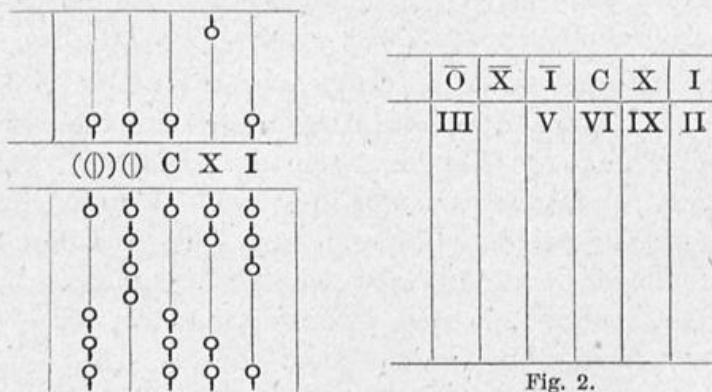 ((|)) (|) C X I
O̅ X̅ I̅ C X I
III V VI IX II
Fig. 2.